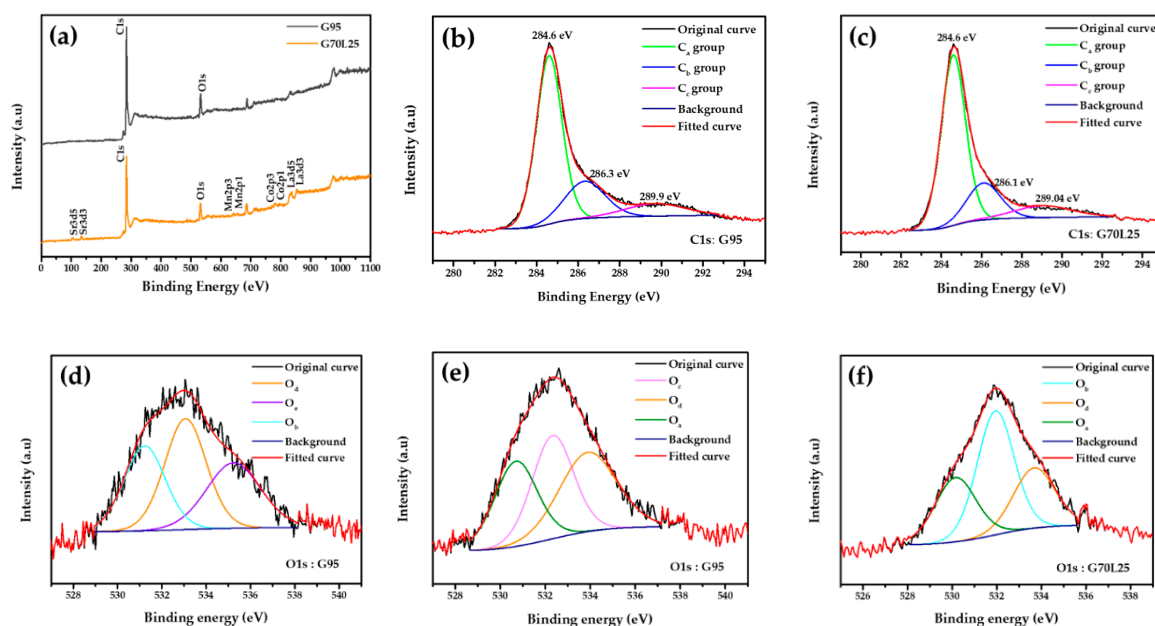 (a)
G95
G70L25
C1s
O1s
C1s
O1s
Sr3d5
Sr3d3
Mn2p3
Mn2p1
Co2p3
Co2p1
La3d5
La3d3
Intensity (a.u)
0 100 200 300 400 500 600 700 800 900 1000 1100
Binding Energy (eV)
(b)
284.6 eV
286.3 eV
289.9 eV
Original curve
Ca group
Cb group
Cc group
Background
Fitted curve
C1s: G95
Intensity (a.u)
280 282 284 286 288 290 292 294
Binding Energy (eV)
(c)
284.6 eV
286.1 eV
289.04 eV
Original curve
Ca group
Cb group
Cc group
Background
Fitted curve
C1s: G70L25
Intensity (a.u)
280 282 284 286 288 290 292 294
Binding Energy (eV)
(d)
Original curve
Od
Oe
Ob
Background
Fitted curve
O1s : G95
Intensity (a.u)
528 530 532 534 536 538 540
Binding energy (eV)
(e)
Original curve
Oc
Od
Oa
Background
Fitted curve
O1s : G95
Intensity (a.u)
528 530 532 534 536 538 540
Binding energy (eV)
(f)
Original curve
Ob
Od
Oa
Background
Fitted curve
O1s : G70L25
Intensity (a.u)
526 528 530 532 534 536 538
Binding energy (eV)